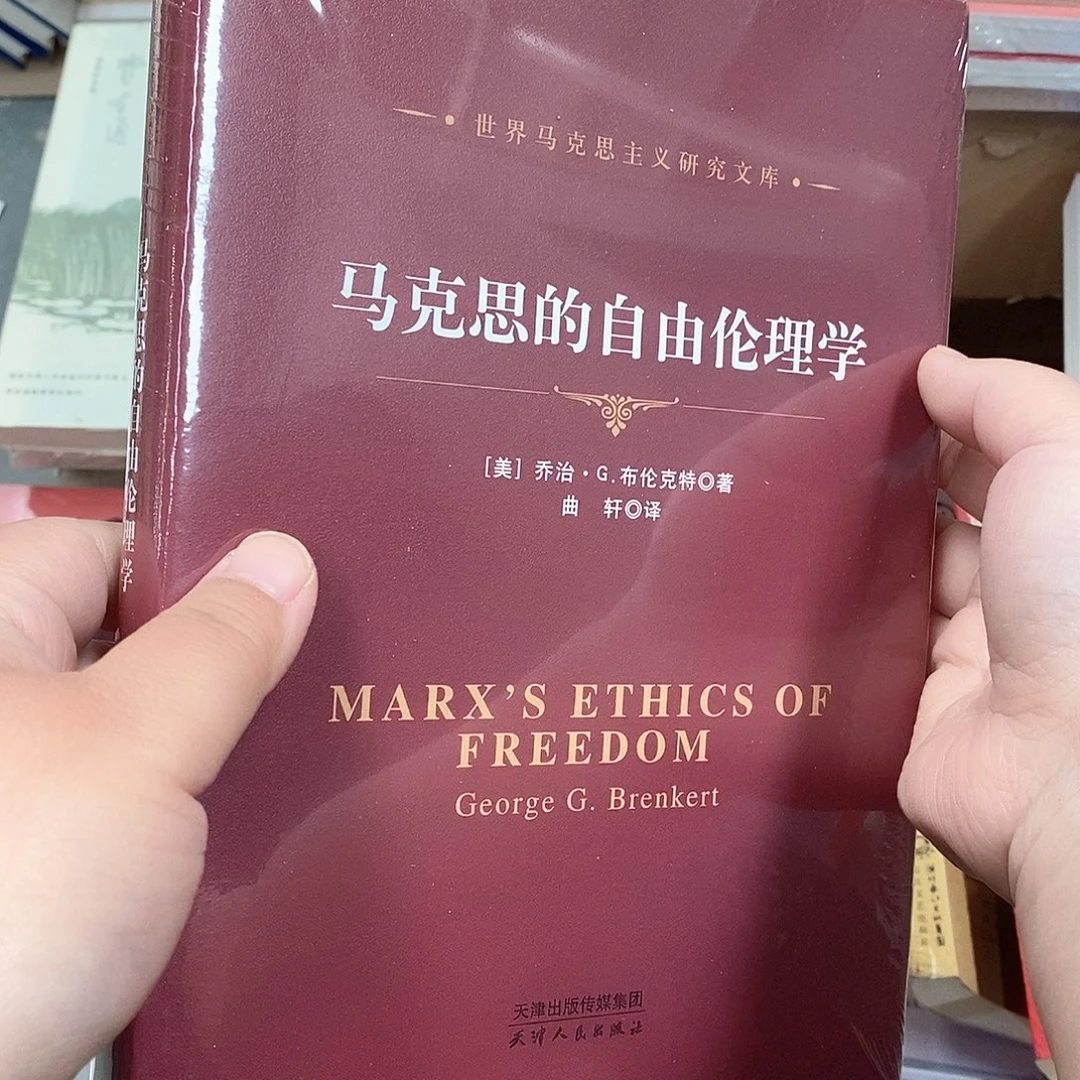 世界马克思主义研究文库
马克思的自由伦理学
[美] 乔治·G.布伦克特◎著
曲 轩◎译
MARX'S ETHICS OF
FREEDOM
George G. Brenkert
天津出版传媒集团
天津人民出版社
马克思的自由伦理学